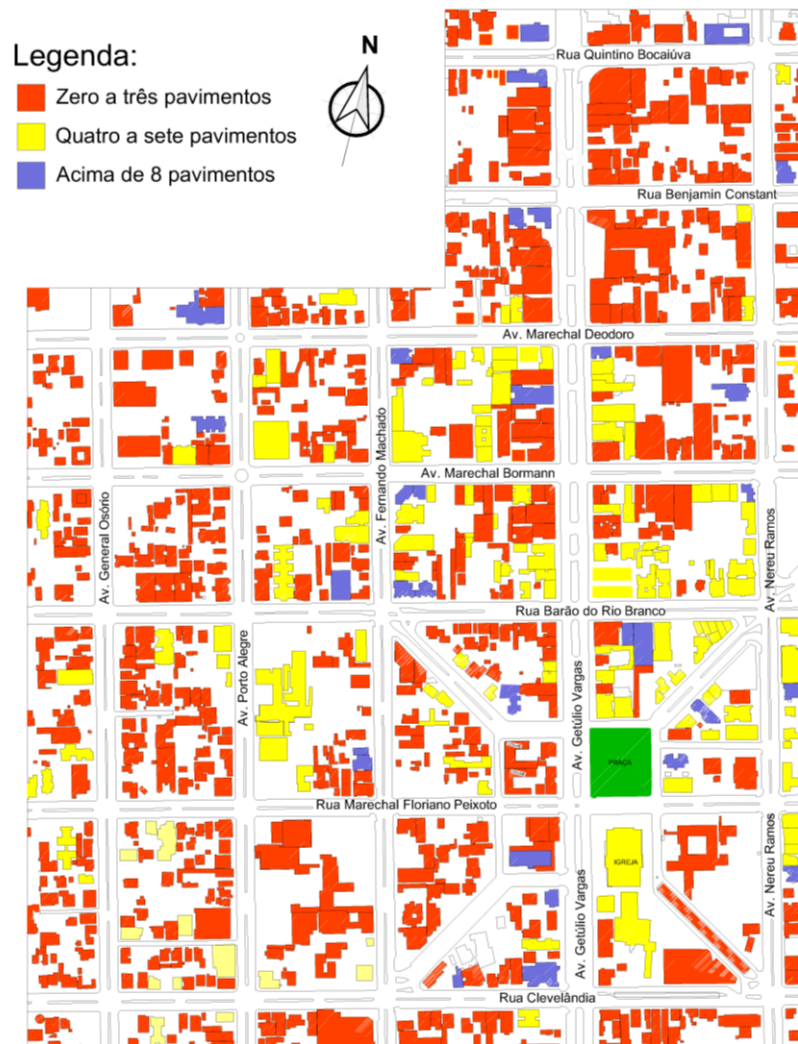 N
Legenda:
Zero a três pavimentos
Quatro a sete pavimentos
Acima de 8 pavimentos
Rua Quintino Bocaiúva
Rua Benjamin Constant
Av. Marechal Deodoro
Av. Fernando Machado
Av. Marechal Bormann
Av. General Osório
Av. Nereu Ramos
Rua Barão do Rio Branco
Av. Porto Alegre
Av. Getúlio Vargas
PRAÇA
Rua Marechal Floriano Peixoto
Av. Nereu Ramos
IGREJA
Av. Getúlio Vargas
Rua Clevelândia